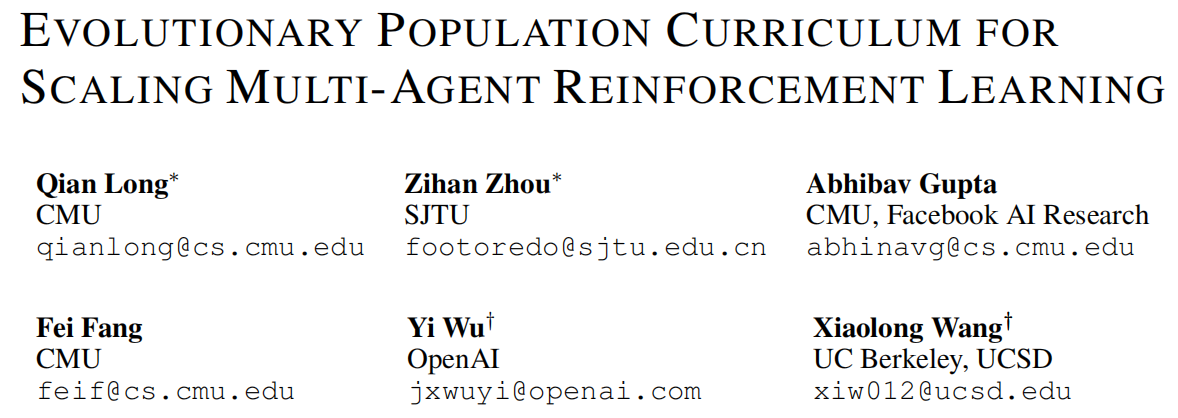 EVOLUTIONARY POPULATION CURRICULUM FOR
SCALING MULTI-AGENT REINFORCEMENT LEARNING
Qian Long*
CMU
qianlong@cs.cmu.edu
Zihan Zhou*
SJTU
footoredo@sjtu.edu.cn
Abhibav Gupta
CMU, Facebook AI Research
abhinavg@cs.cmu.edu
Fei Fang
CMU
feif@cs.cmu.edu
Yi Wu†
OpenAI
jxwuyi@openai.com
Xiaolong Wang†
UC Berkeley, UCSD
xiw012@ucsd.edu